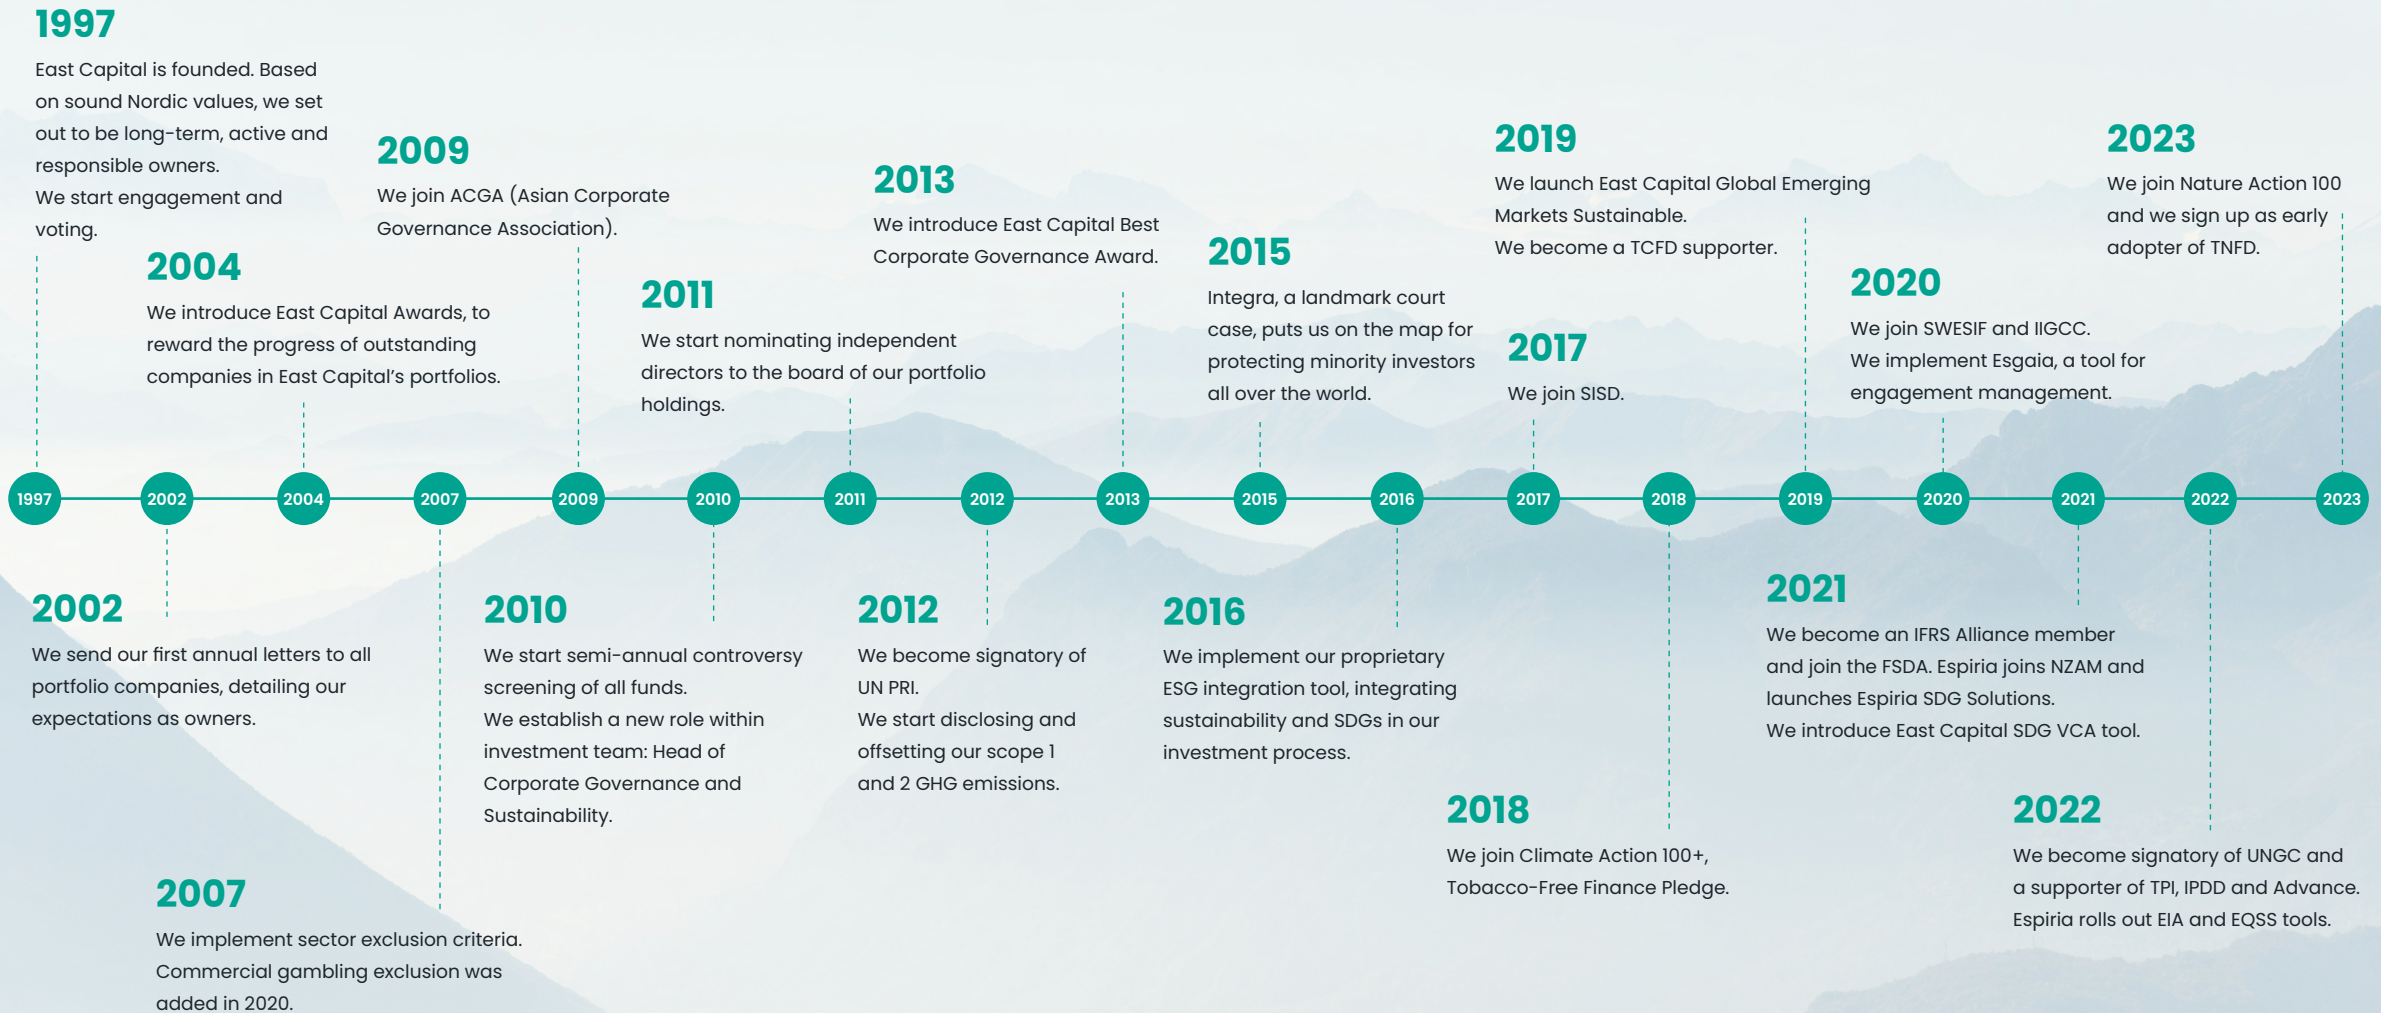 1997
East Capital is founded. Based
on sound Nordic values, we set
out to be long-term, active and
responsible owners.
We start engagement and
voting.
2004
We introduce East Capital Awards, to
reward the progress of outstanding
companies in East Capital's portfolios.
2009
We join ACGA (Asian Corporate
Governance Association).
2011
We start nominating independent
directors to the board of our portfolio
holdings.
2013
We introduce East Capital Best
Corporate Governance Award.
2015
Integra, a landmark court
case, puts us on the map for
protecting minority investors
all over the world.
2017
We join SISD.
2019
We launch East Capital Global Emerging
Markets Sustainable.
We become a TCFD supporter.
2020
We join SWESIF and IIGCC.
We implement Esgaia, a tool for
engagement management.
2023
We join Nature Action 100
and we sign up as early
adopter of TNFD.
1997 2002 2004 2007 2009 2010 2011 2012 2013 2015 2016 2017 2018 2019 2020 2021 2022 2023
2002
We send our first annual letters to all
portfolio companies, detailing our
expectations as owners.
2007
We implement sector exclusion criteria.
Commercial gambling exclusion was
added in 2020.
2010
We start semi-annual controversy
screening of all funds.
We establish a new role within
investment team: Head of
Corporate Governance and
Sustainability.
2012
We become signatory of
UN PRI.
We start disclosing and
offsetting our scope 1
and 2 GHG emissions.
2016
We implement our proprietary
ESG integration tool, integrating
sustainability and SDGs in our
investment process.
2018
We join Climate Action 100+,
Tobacco-Free Finance Pledge.
2021
We become an IFRS Alliance member
and join the FSDA. Espiria joins NZAM and
launches Espiria SDG Solutions.
We introduce East Capital SDG VCA tool.
2022
We become signatory of UNGC and
a supporter of TPI, IPDD and Advance.
Espiria rolls out EIA and EQSS tools.